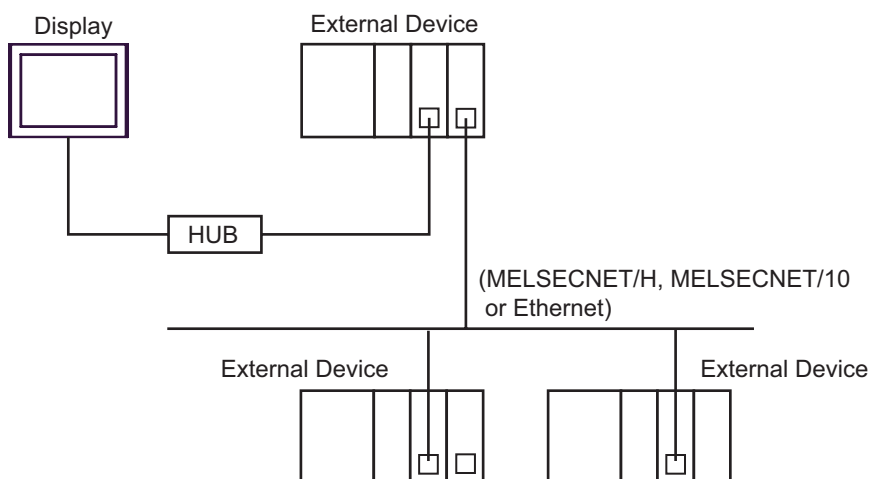 Display
External Device
HUB
(MELSECNET/H, MELSECNET/10
or Ethernet)
External Device
External Device